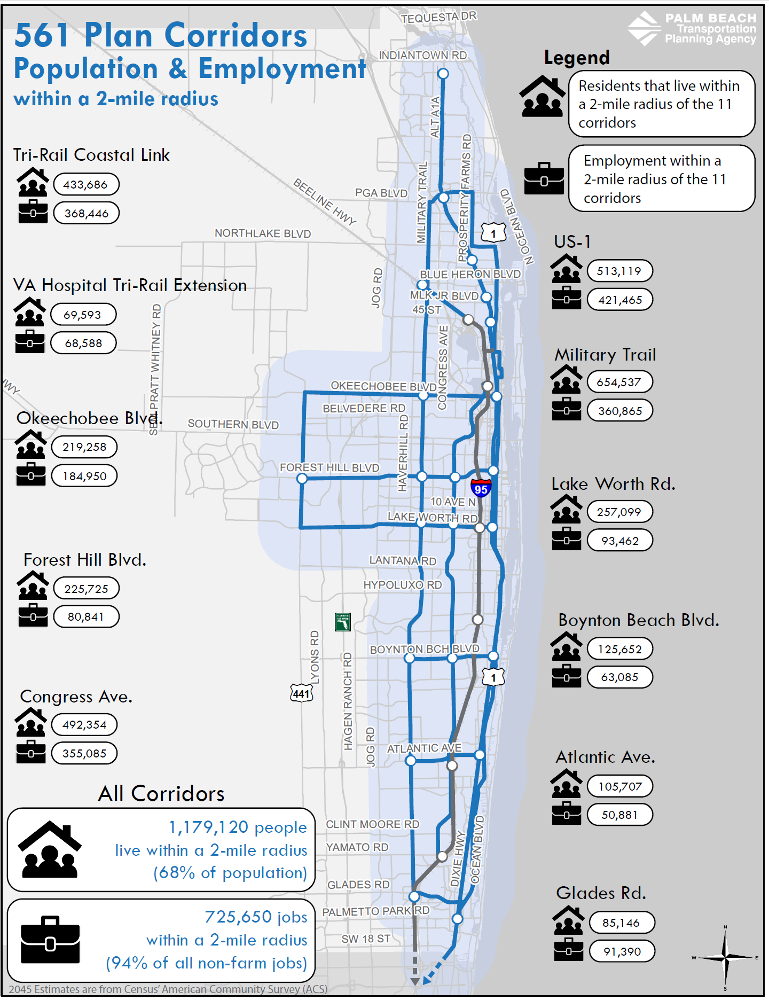 561 Plan Corridors
Population & Employment
within a 2-mile radius
PALM BEACH
Transportation
Planning Agency
Legend
Residents that live within
a 2-mile radius of the 11
corridors
Employment within a
2-mile radius of the 11
corridors
Tri-Rail Coastal Link
433,686
368,446
VA Hospital Tri-Rail Extension
69,593
68,588
Okeechobee Blvd.
219,258
184,950
Forest Hill Blvd.
225,725
80,841
Congress Ave.
492,354
355,085
All Corridors
1,179,120 people
live within a 2-mile radius
(68% of population)
725,650 jobs
within a 2-mile radius
(94% of all non-farm jobs)
2045 Estimates are from Census' American Community Survey (ACS)
US-1
513,119
421,465
Military Trail
654,537
360,865
Lake Worth Rd.
257,099
93,462
Boynton Beach Blvd.
125,652
63,085
Atlantic Ave.
105,707
50,881
Glades Rd.
85,146
91,390
TEQUESTA DR
INDIANTOWN RD
ALT A1A
PROSPERITY FARMS RD
MILITARY TRAIL
PGA BLVD
BEELINE HWY
N OCEAN BLVD
1
NORTHLAKE BLVD
JOG RD
BLUE HERON BLVD
MLK JR BLVD
45 ST
CONGRESS AVE
SEM PRATT WHITNEY RD
HWY
OKEECHOBEE BLVD
BELVEDERE RD
SOUTHERN BLVD
HAVERHILL RD
FOREST HILL BLVD
95
10 AVE N
LAKE WORTH RD
LANTANA RD
HYPOLUXO RD
LYONS RD
HAGEN RANCH RD
BOYNTON BCH BLVD
1
441
JOG RD
ATLANTIC AVE
CLINT MOORE RD
YAMATO RD
DIXIE HWY
OCEAN BLVD
GLADES RD
PALMETTO PARK RD
SW 18 ST
N
W
E
S